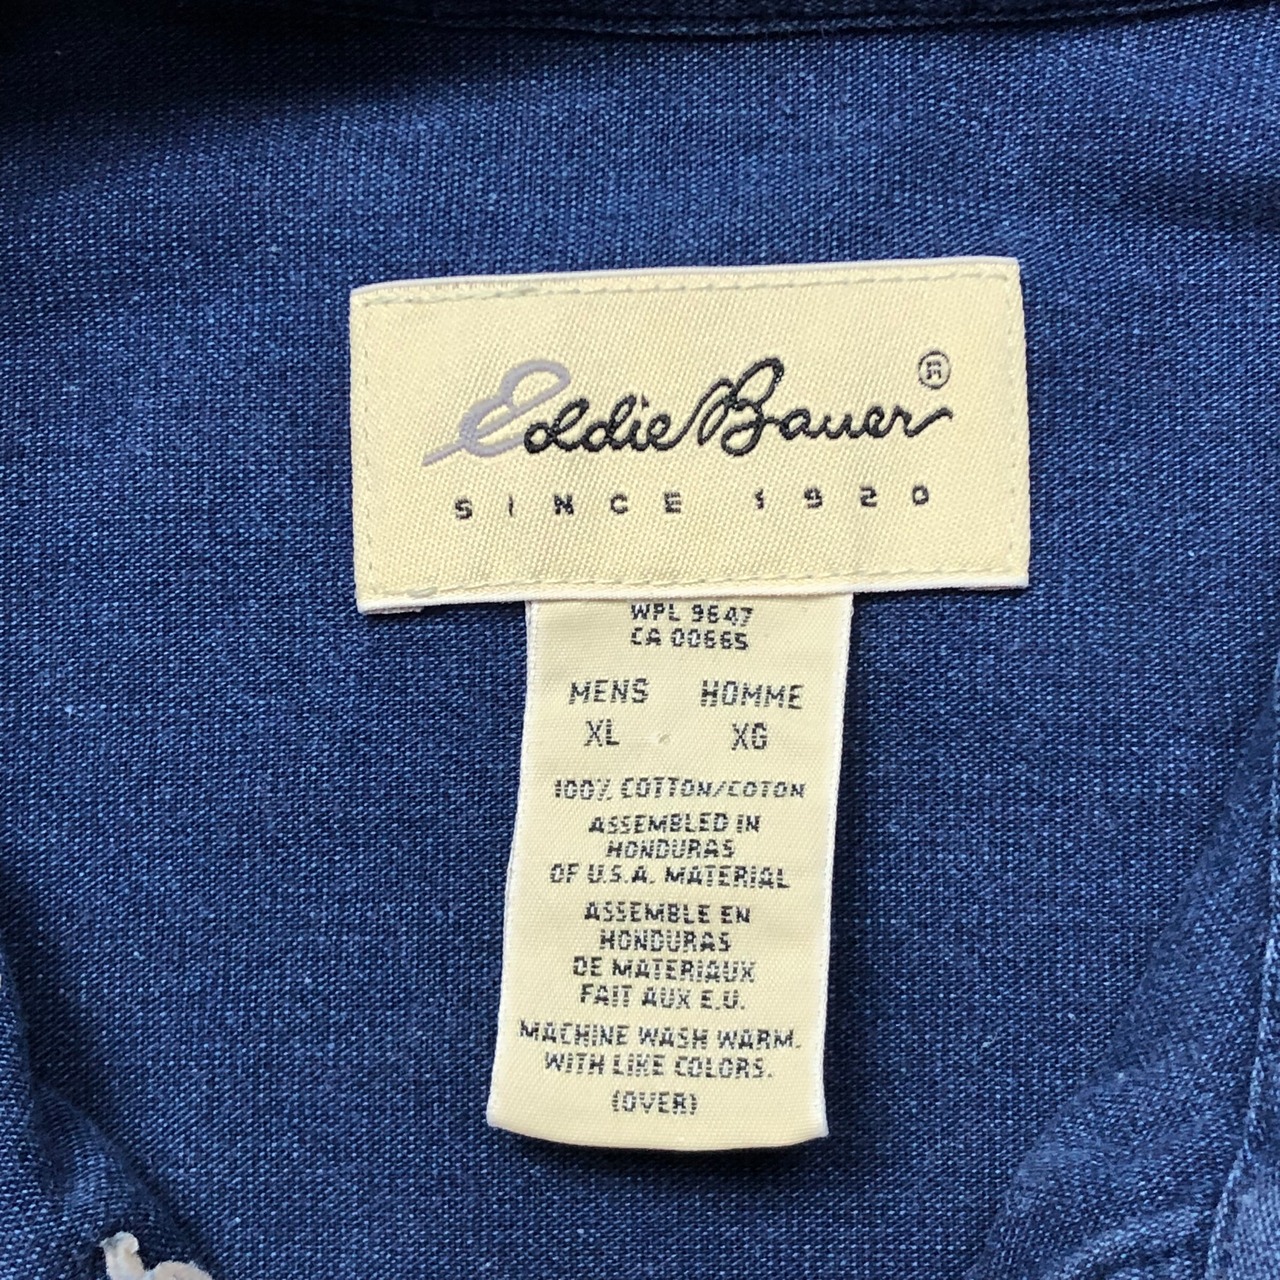 Eddie Bauer®
SINCE 1920
WPL 9647
CA 00665
MENS HOMME
XL XG
100% COTTON/COTON
ASSEMBLED IN
HONDURAS
OF U.S.A. MATERIAL
ASSEMBLE EN
HONDURAS
DE MATERIAUX
FAIT AUX E.U.
MACHINE WASH WARM.
WITH LIKE COLORS.
(OVER)